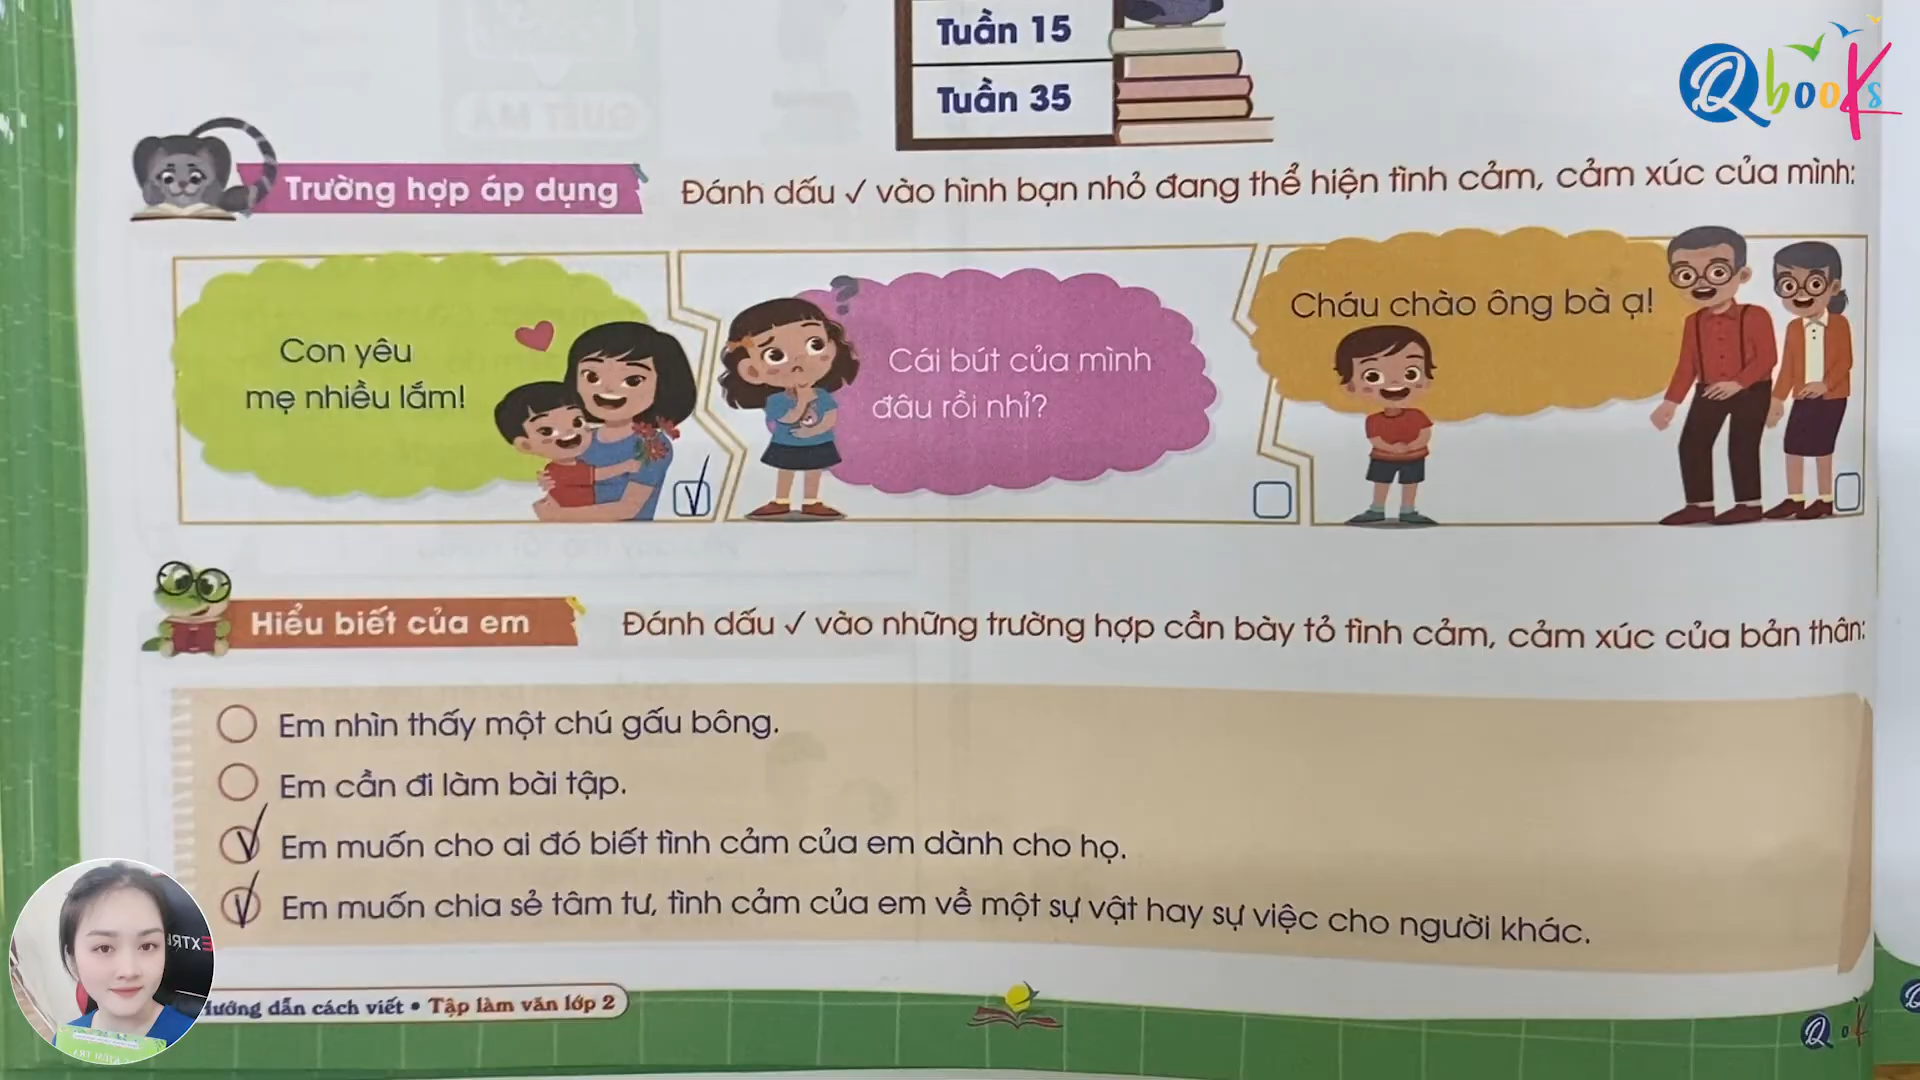 Tuần 15
Tuần 35
Qbooks
Trường hợp áp dụng
Đánh dấu ✓ vào hình bạn nhỏ đang thể hiện tình cảm, cảm xúc của mình:
Con yêu
mẹ nhiều lắm!
Cái bút của mình
đâu rồi nhỉ?
Cháu chào ông bà ạ!
Hiểu biết của em
Đánh dấu ✓ vào những trường hợp cần bày tỏ tình cảm, cảm xúc của bản thân:
Em nhìn thấy một chú gấu bông.
Em cần đi làm bài tập.
Em muốn cho ai đó biết tình cảm của em dành cho họ.
Em muốn chia sẻ tâm tư, tình cảm của em về một sự vật hay sự việc cho người khác.
Hướng dẫn cách viết • Tập làm văn lớp 2